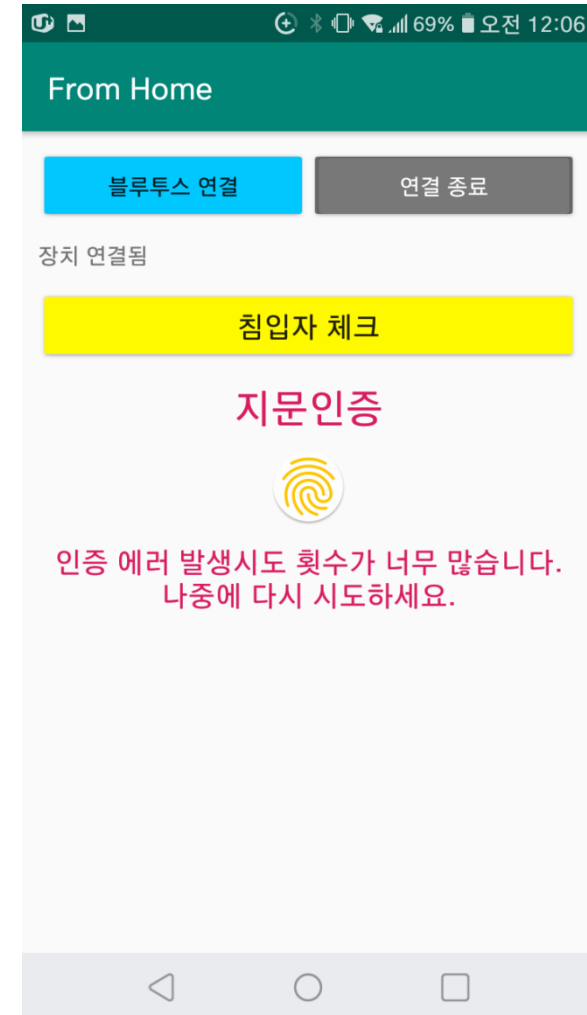 69% 오전 12:06
From Home
블루투스 연결 연결 종료
장치 연결됨
침입자 체크
지문인증
인증 에러 발생시도 횟수가 너무 많습니다.
나중에 다시 시도하세요.